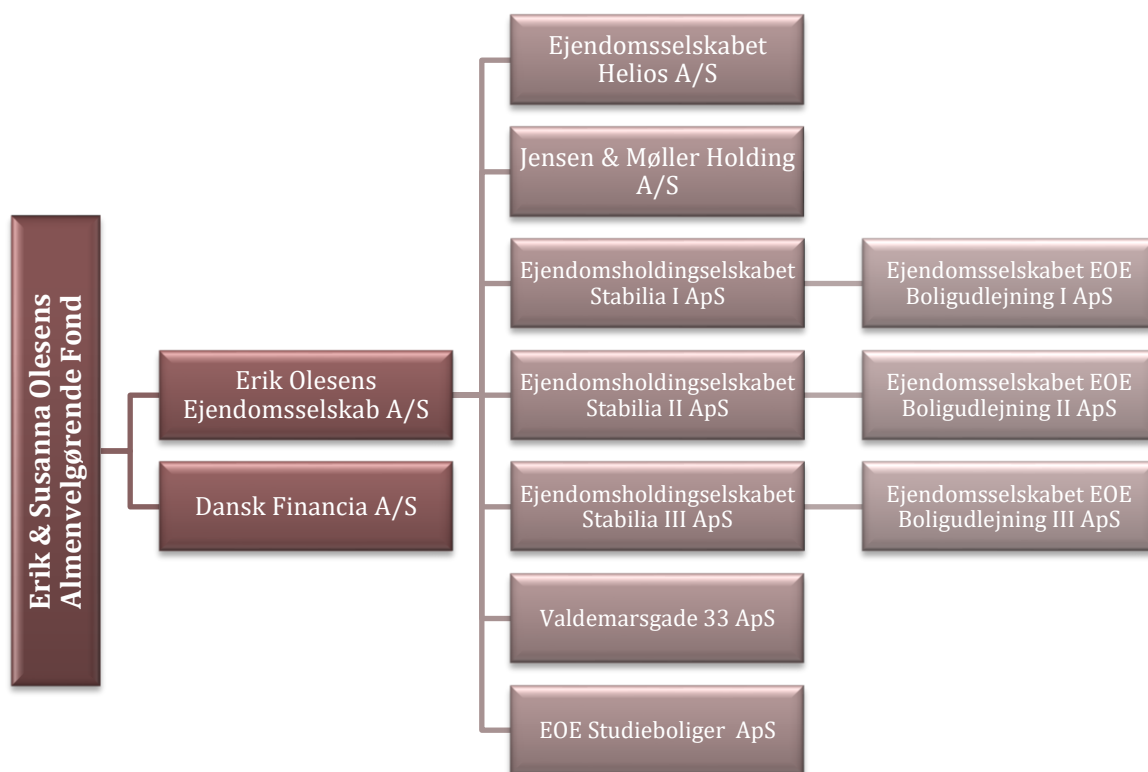 Erik & Susanna Olesens
Almenvelgørende Fond
Erik Olesens
Ejendomsselskab A/S
Dansk Financia A/S
Ejendomsselskabet
Helios A/S
Jensen & Møller Holding
A/S
Ejendomsholdingselskabet
Stabilia I ApS
Ejendomsselskabet EOE
Boligudlejning I ApS
Ejendomsholdingselskabet
Stabilia II ApS
Ejendomsselskabet EOE
Boligudlejning II ApS
Ejendomsholdingselskabet
Stabilia III ApS
Ejendomsselskabet EOE
Boligudlejning III ApS
Valdemarsgade 33 ApS
EOE Studieboliger ApS